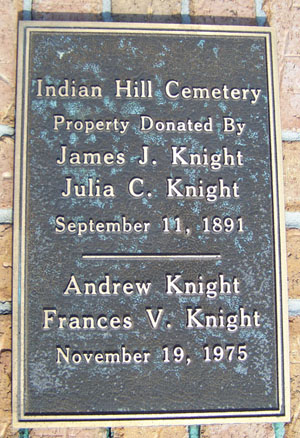 Indian Hill Cemetery
Property Donated By
James J. Knight
Julia C. Knight
September 11, 1891
Andrew Knight
Frances V. Knight
November 19, 1975